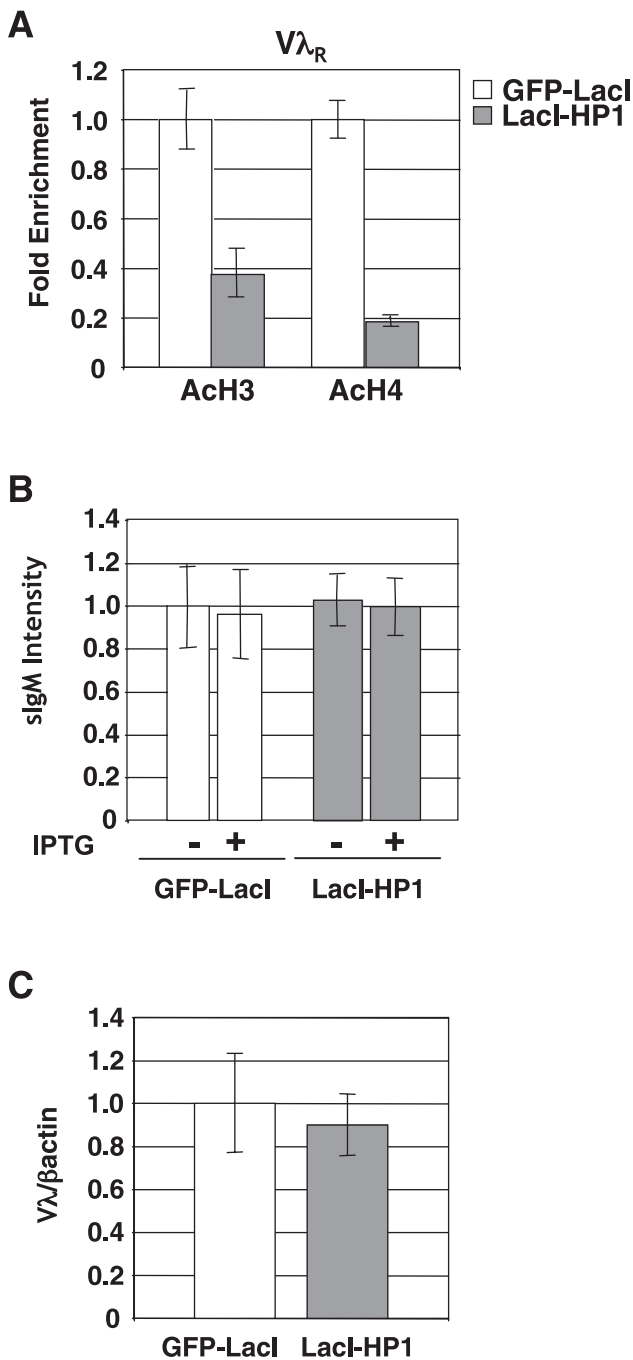 A
VλR
Fold Enrichment
1.2
1.0
0.8
0.6
0.4
0.2
0
AcH3 AcH4
GFP-LacI
LacI-HP1
B
sIgM Intensity
1.4
1.2
1.0
0.8
0.6
0.4
0.2
0
IPTG - + - +
GFP-LacI LacI-HP1
C
Vλ/βactin
1.4
1.2
1.0
0.8
0.6
0.4
0.2
0
GFP-LacI LacI-HP1